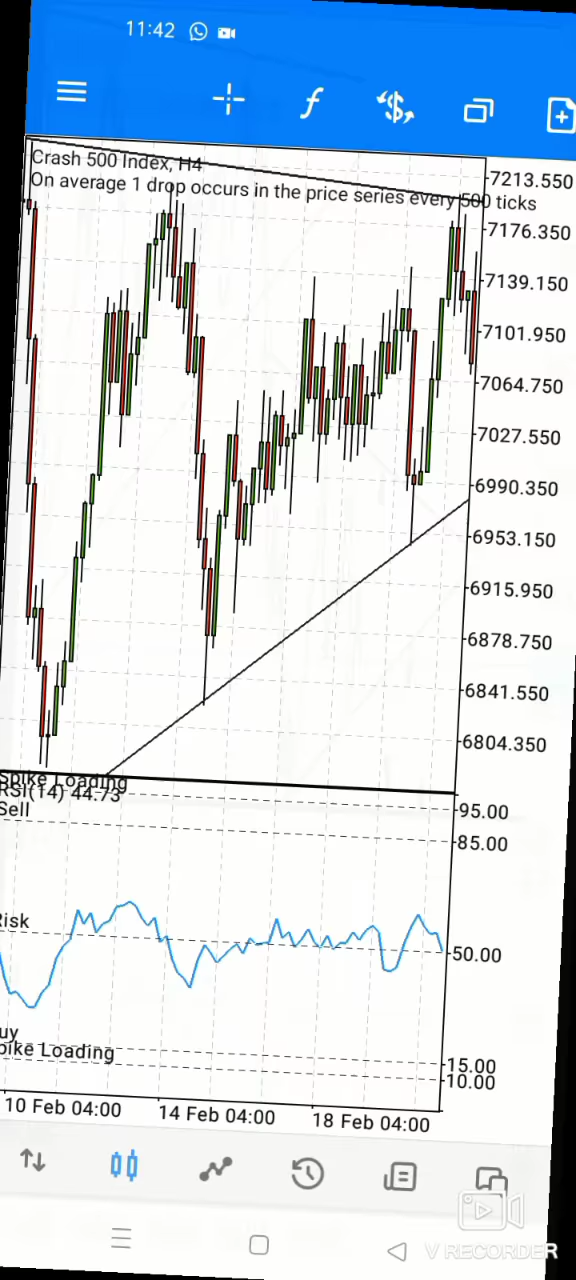 11:42
Crash 500 Index, H4
On average 1 drop occurs in the price series every 500 ticks
7213.550
7176.350
7139.150
7101.950
7064.750
7027.550
6990.350
6953.150
6915.950
6878.750
6841.550
6804.350
Spike Loading
RSI(14) 44.73
Sell
95.00
85.00
Risk
50.00
uy
pike Loading
15.00
10.00
10 Feb 04:00
14 Feb 04:00
18 Feb 04:00
V RECORDER